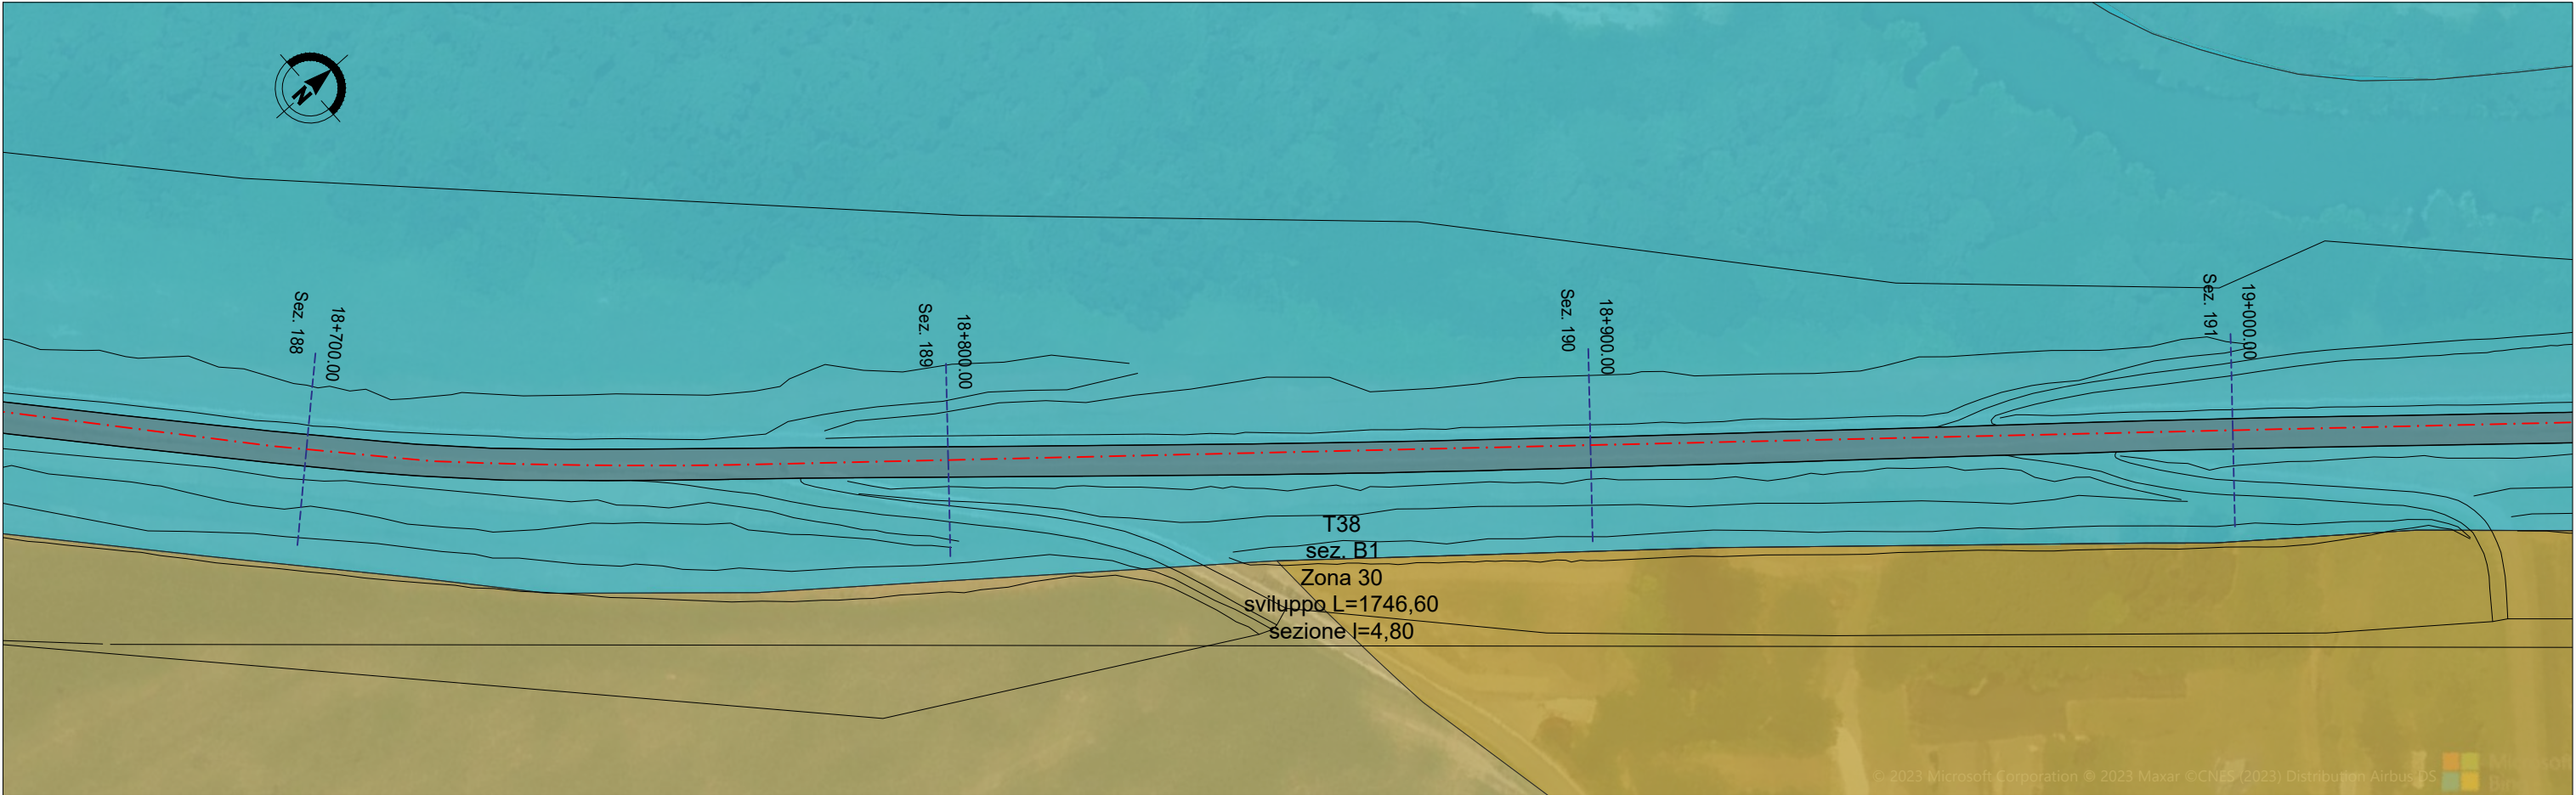 N
Sez. 188
18+700.00
Sez. 189
18+800.00
Sez. 190
18+900.00
Sez. 191
19+000.00
T38
sez. B1
Zona 30
sviluppo L=1746,60
sezione l=4,80
© 2023 Microsoft Corporation © 2023 Maxar ©CNES (2023) Distribution Airbus DS
Microsoft
Bing